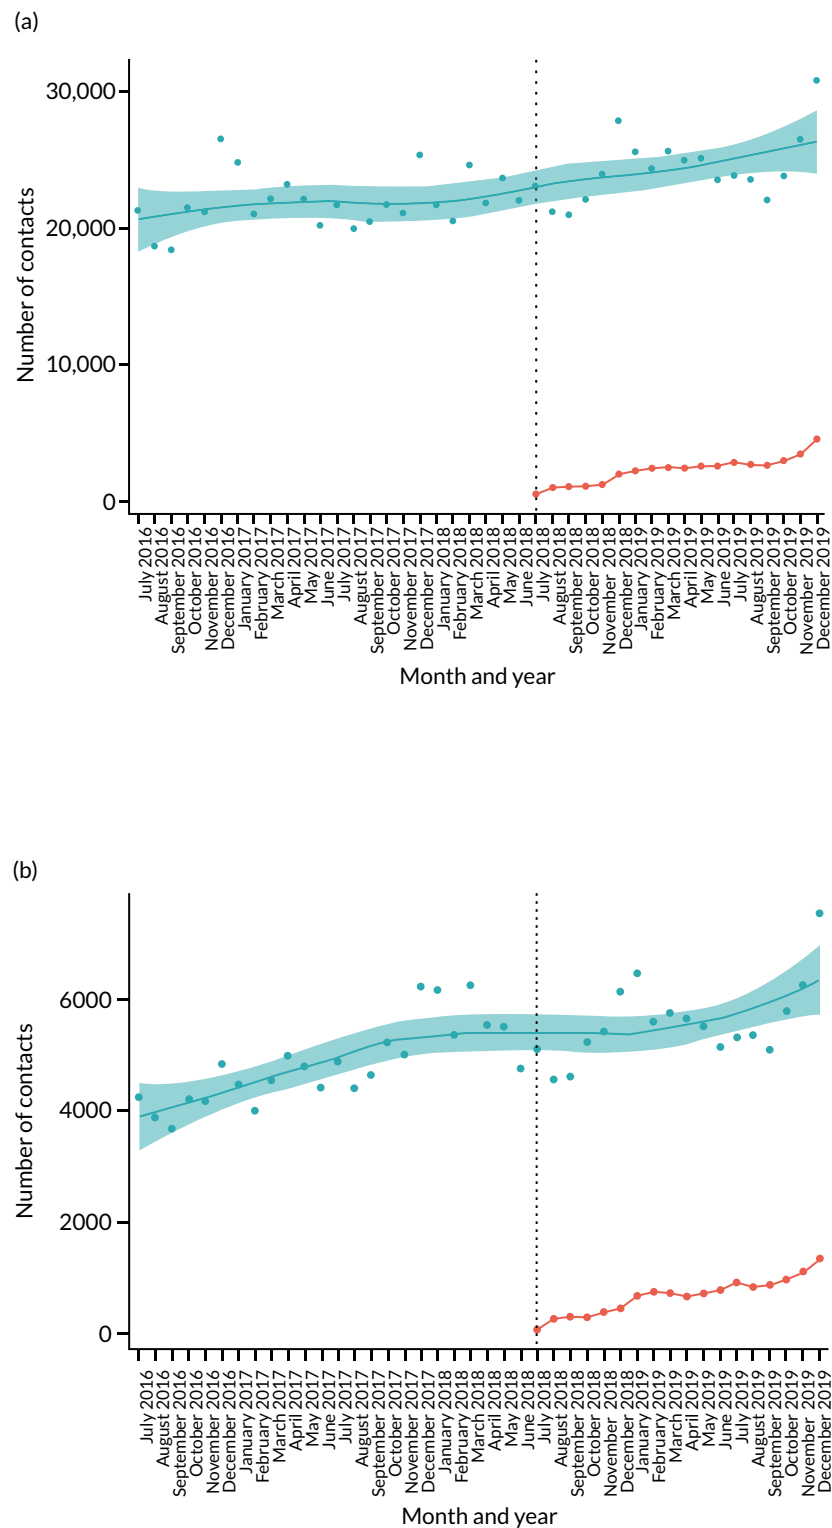 (a)
30,000
20,000
10,000
0
Number of contacts
July 2016
August 2016
September 2016
October 2016
November 2016
December 2016
January 2017
February 2017
March 2017
April 2017
May 2017
June 2017
July 2017
August 2017
September 2017
October 2017
November 2017
December 2017
January 2018
February 2018
March 2018
April 2018
May 2018
June 2018
July 2018
August 2018
September 2018
October 2018
November 2018
December 2018
January 2019
February 2019
March 2019
April 2019
May 2019
June 2019
July 2019
August 2019
September 2019
October 2019
November 2019
December 2019
Month and year
(b)
6000
4000
2000
0
Number of contacts
July 2016
August 2016
September 2016
October 2016
November 2016
December 2016
January 2017
February 2017
March 2017
April 2017
May 2017
June 2017
July 2017
August 2017
September 2017
October 2017
November 2017
December 2017
January 2018
February 2018
March 2018
April 2018
May 2018
June 2018
July 2018
August 2018
September 2018
October 2018
November 2018
December 2018
January 2019
February 2019
March 2019
April 2019
May 2019
June 2019
July 2019
August 2019
September 2019
October 2019
November 2019
December 2019
Month and year